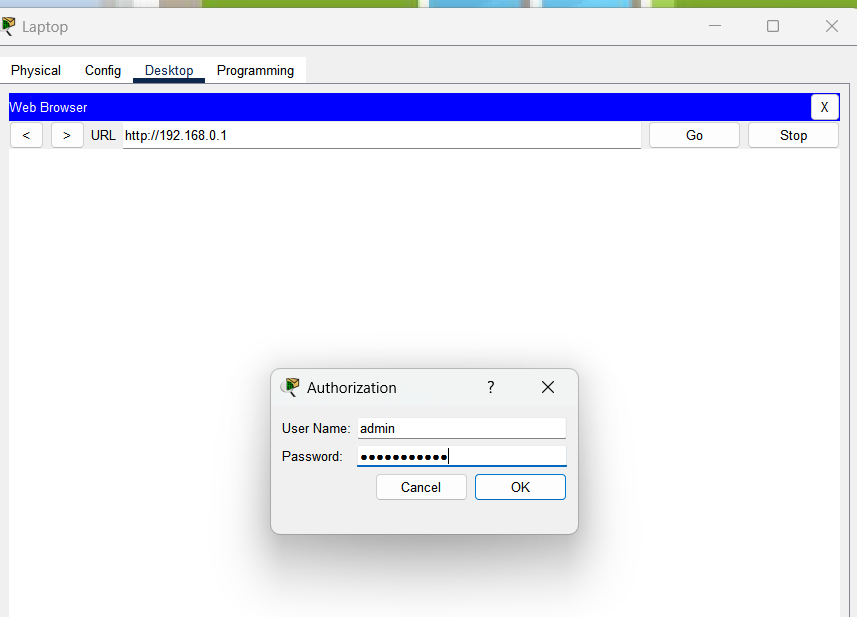 Laptop
Physical Config Desktop Programming
Web Browser X
< > URL http://192.168.0.1 Go Stop
Authorization ?
User Name: admin
Password: ●●●●●●●●●●●
Cancel OK